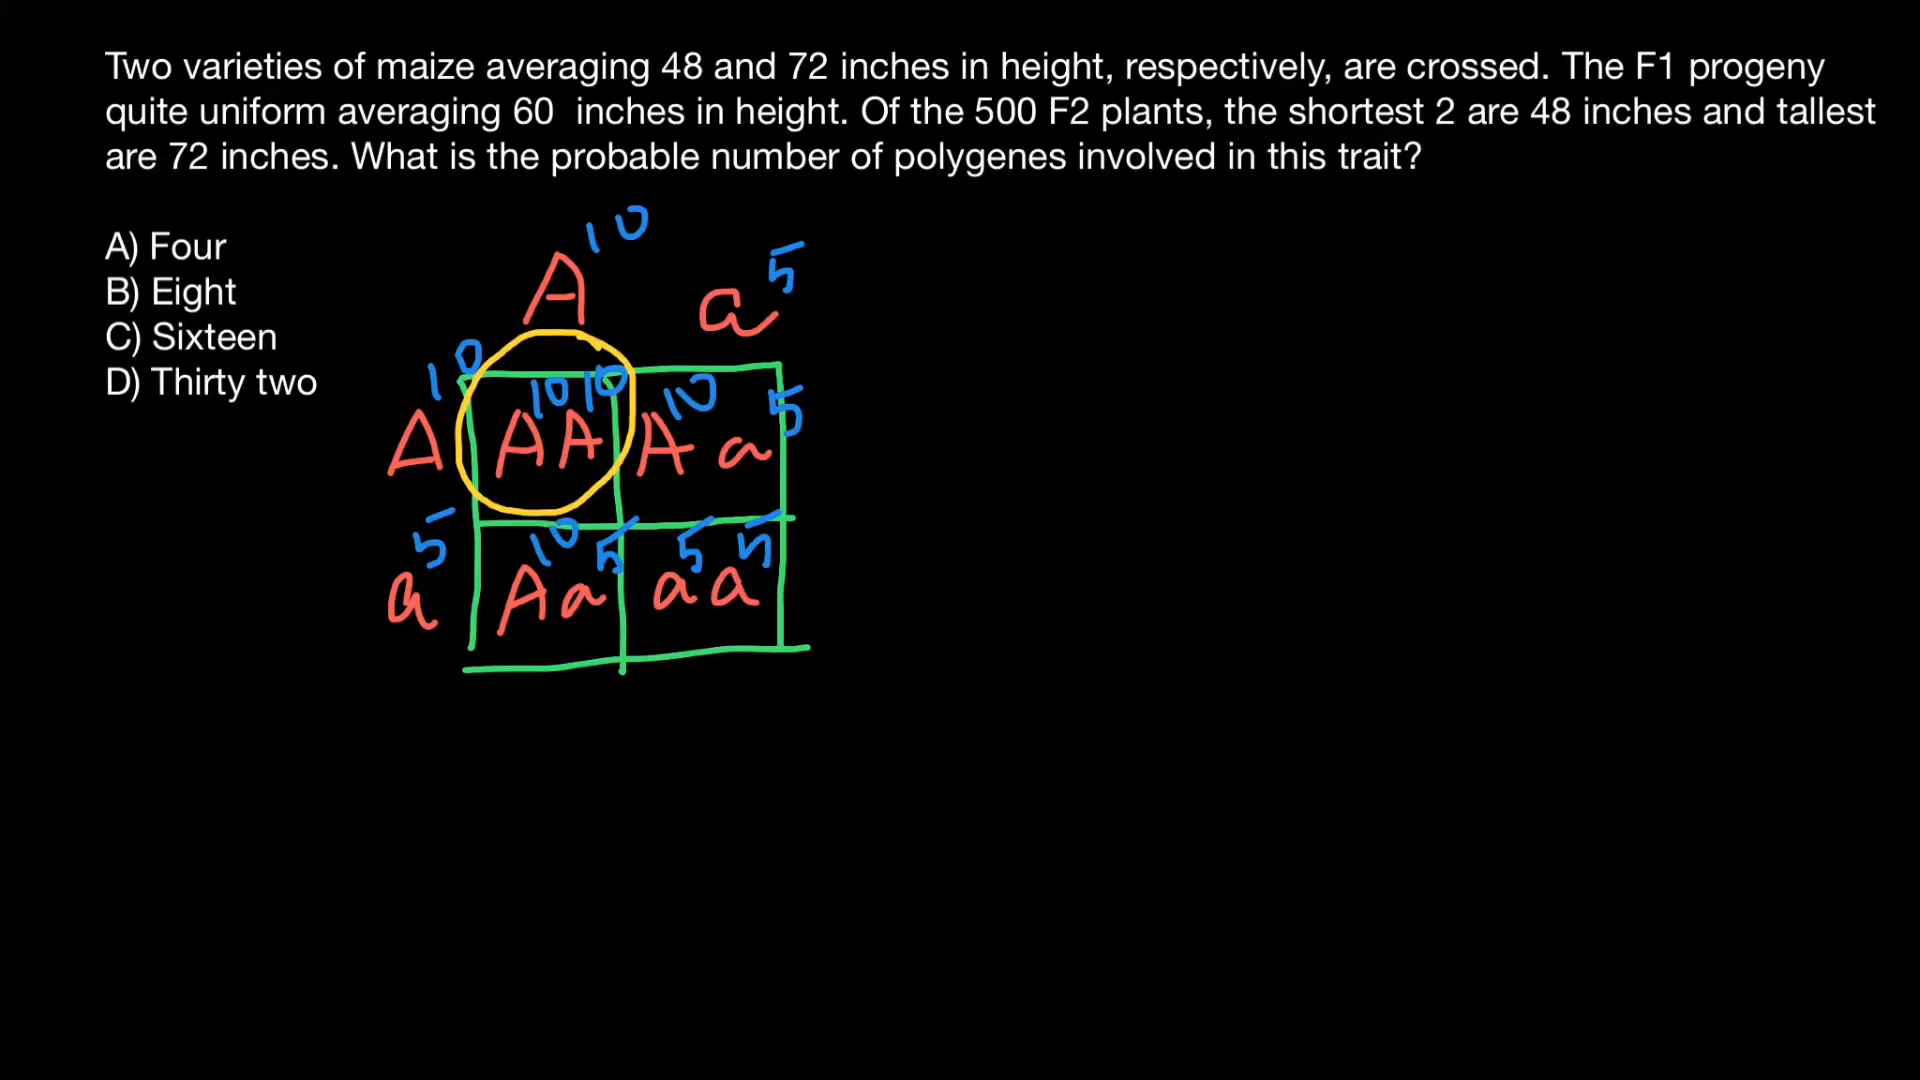 Two varieties of maize averaging 48 and 72 inches in height, respectively, are crossed. The F1 progeny
quite uniform averaging 60 inches in height. Of the 500 F2 plants, the shortest 2 are 48 inches and tallest
are 72 inches. What is the probable number of polygenes involved in this trait?
A) Four
B) Eight
C) Sixteen
D) Thirty two
A 10 a 5
A 10 A 10 A 10 A 10 a 5
a 5 A 10 a 5 a 5 a 5